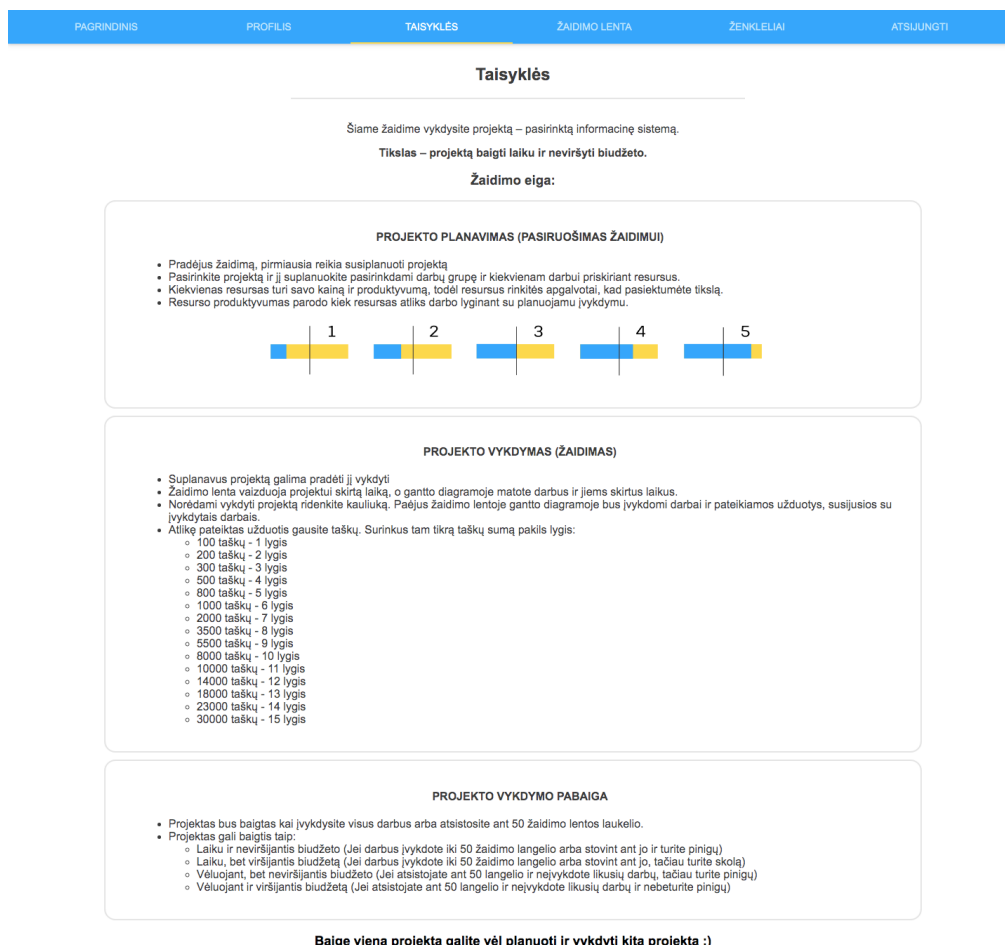 PAGRINDINIS PROFILIS TAISYKLĖS ŽAIDIMO LENTA ŽENKLELIAI ATSIJUNGTI
Taisyklės
Šiame žaidime vykdysite projektą – pasirinktą informacinę sistemą.
Tikslas – projektą baigti laiku ir neviršyti biudžeto.
Žaidimo eiga:
PROJEKTO PLANAVIMAS (PASIRUOŠIMAS ŽAIDIMUI)
• Pradėjus žaidimą, pirmiausia reikia susiplanuoti projektą
• Pasirinkite projektą ir jį suplanuokite pasirinkdami darbų grupę ir kiekvienam darbui priskiriant resursus.
• Kiekvienas resursas turi savo kainą ir produktyvumą, todėl resursus rinkitės apgalvotai, kad pasiektumėte tikslą.
• Resurso produktyvumas parodo kiek resursas atliks darbo lyginant su planuojamu įvykdymu.
1 2 3 4 5
PROJEKTO VYKDYMAS (ŽAIDIMAS)
• Suplanavus projektą galima pradėti jį vykdyti
• Žaidimo lenta vaizduoja projektui skirtą laiką, o gantto diagramoje matote darbus ir jiems skirtus laikus.
• Norėdami vykdyti projektą ridenkite kauliuką. Paėjus žaidimo lentoje gantto diagramoje bus įvykdomi darbai ir pateikiamos užduotys, susijusios su
įvykdytais darbais.
• Atlikę pateiktas užduotis gausite taškų. Surinkus tam tikrą taškų sumą pakils lygis:
◦ 100 taškų - 1 lygis
◦ 200 taškų - 2 lygis
◦ 300 taškų - 3 lygis
◦ 500 taškų - 4 lygis
◦ 800 taškų - 5 lygis
◦ 1000 taškų - 6 lygis
◦ 2000 taškų - 7 lygis
◦ 3500 taškų - 8 lygis
◦ 5500 taškų - 9 lygis
◦ 8000 taškų - 10 lygis
◦ 10000 taškų - 11 lygis
◦ 14000 taškų - 12 lygis
◦ 18000 taškų - 13 lygis
◦ 23000 taškų - 14 lygis
◦ 30000 taškų - 15 lygis
PROJEKTO VYKDYMO PABAIGA
• Projektas bus baigtas kai įvykdysite visus darbus arba atsistosite ant 50 žaidimo lentos laukelio.
• Projektas gali baigtis taip:
◦ Laiku ir neviršijantis biudžeto (Jei darbus įvykdote iki 50 žaidimo langelio arba stovint ant jo ir turite pinigų)
◦ Laiku, bet viršijantis biudžetą (Jei darbus įvykdote iki 50 žaidimo langelio arba stovint ant jo, tačiau turite skolą)
◦ Vėluojant, bet neviršijantis biudžeto (Jei atsistojate ant 50 langelio ir neįvykdote likusių darbų, tačiau turite pinigų)
◦ Vėluojant ir viršijantis biudžetą (Jei atsistojate ant 50 langelio ir neįvykdote likusių darbų ir nebeturite pinigų)
Baigę vieną projektą galite vėl planuoti ir vykdyti kitą projektą :)